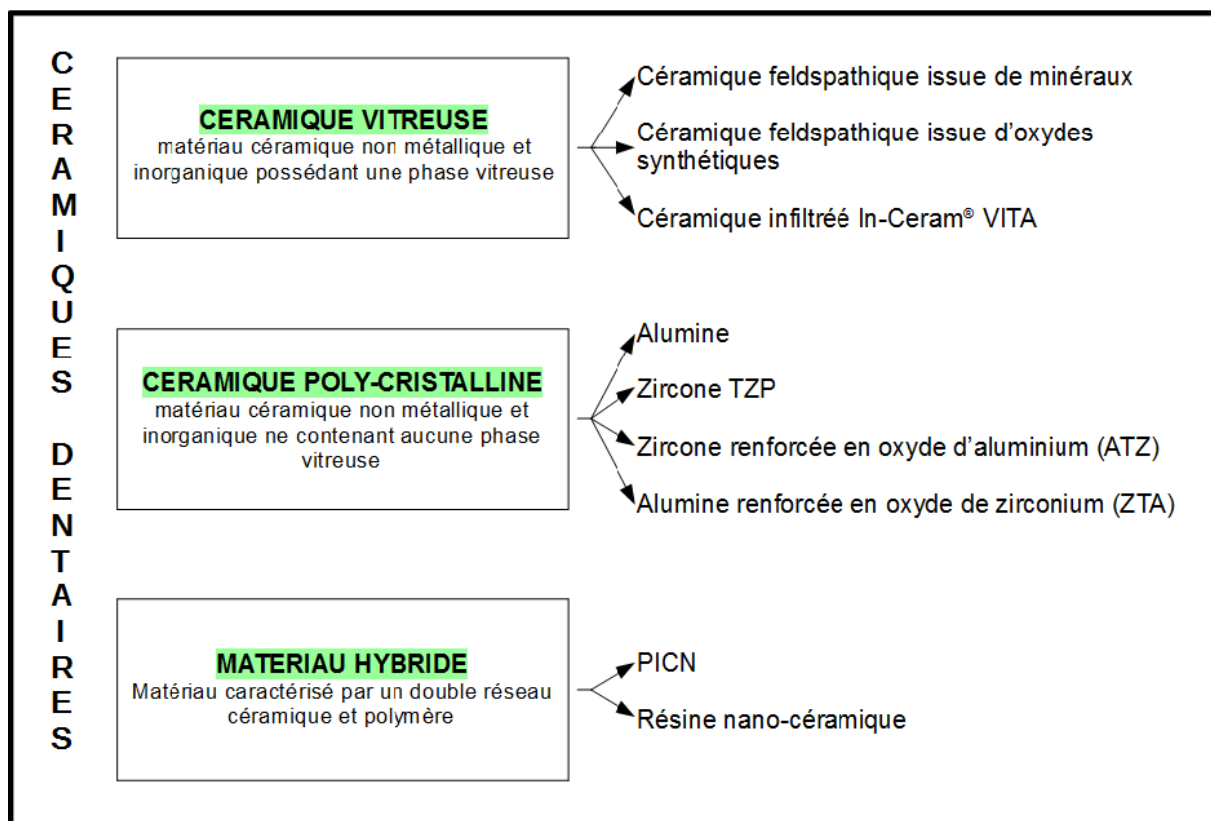 CERAMIQUES DENTAIRES
CERAMIQUE VITREUSE
matériau céramique non métallique et
inorganique possédant une phase vitreuse
Céramique feldspathique issue de minéraux
Céramique feldspathique issue d'oxydes
synthétiques
Céramique infiltréé In-Ceram® VITA
CERAMIQUE POLY-CRISTALLINE
matériau céramique non métallique et
inorganique ne contenant aucune phase
vitreuse
Alumine
Zircone TZP
Zircone renforcée en oxyde d'aluminium (ATZ)
Alumine renforcée en oxyde de zirconium (ZTA)
MATERIAU HYBRIDE
Matériau caractérisé par un double réseau
céramique et polymère
PICN
Résine nano-céramique